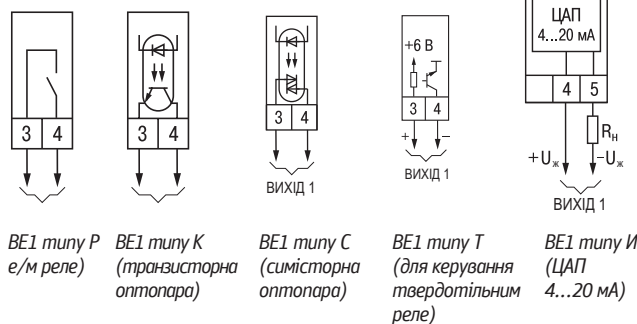 ЦАП
4...20 мА
+6 В
3 4
3 4
3 4
3 4
4 5
Rн
+ –
+Uж –Uж
ВИХІД 1
ВИХІД 1
ВИХІД 1
ВЕ1 типу Р
е/м реле)
ВЕ1 типу К
(транзисторна
оптопара)
ВЕ1 типу С
(симісторна
оптопара)
ВЕ1 типу Т
(для керування
твердотільним
реле)
ВЕ1 типу И
(ЦАП
4...20 мА)